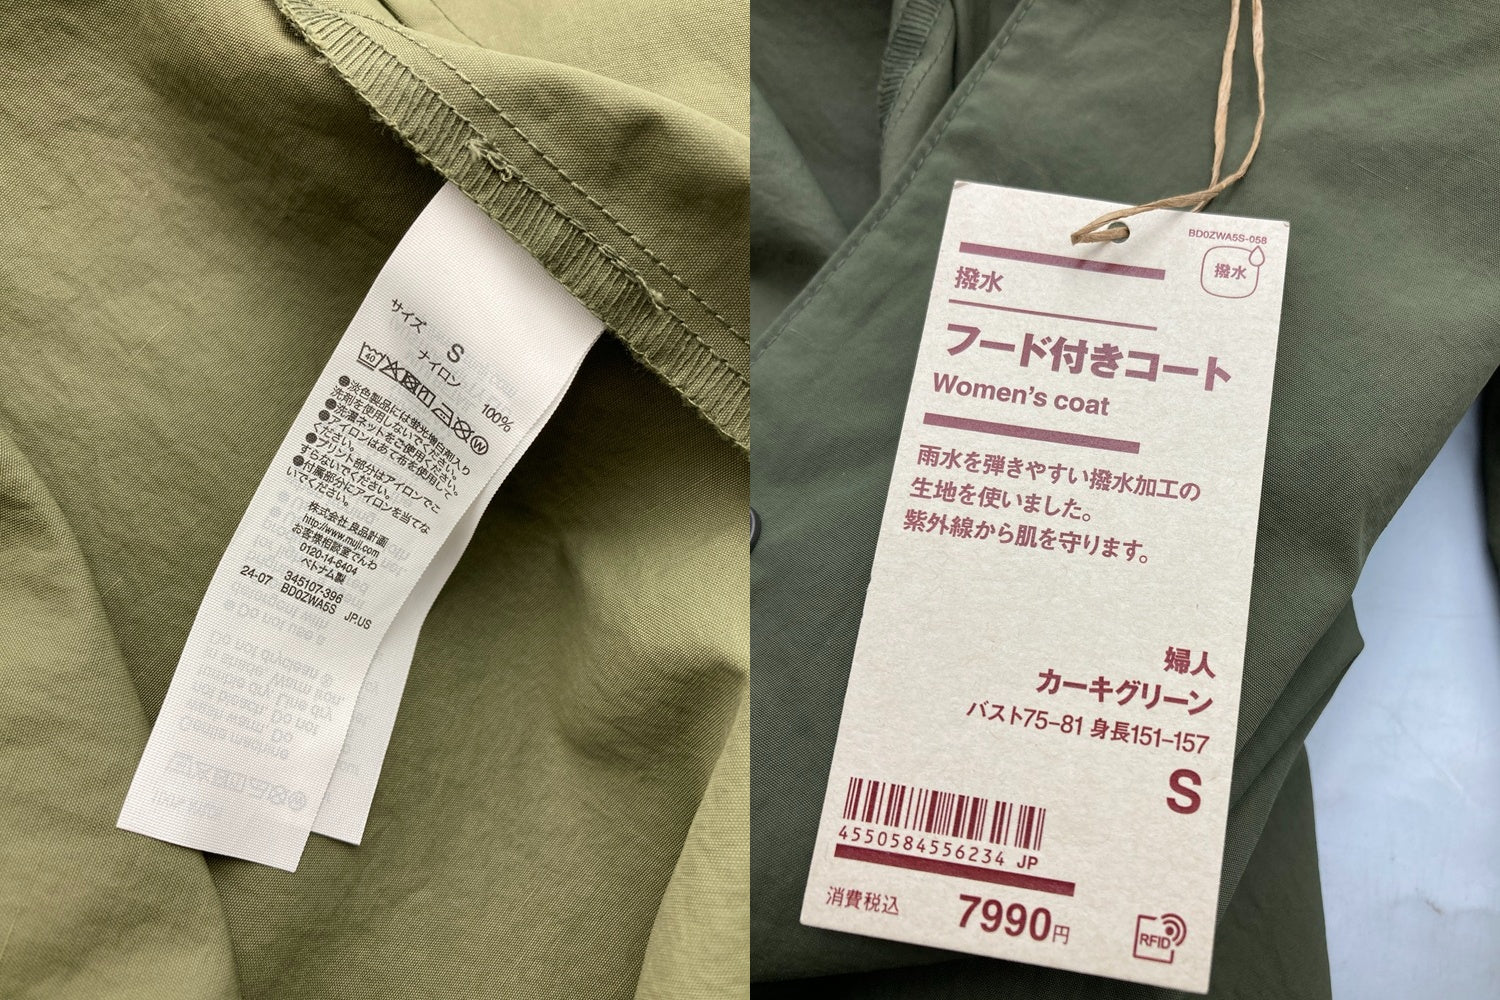 サイズ
S
ナイロン
100%
40
W
●淡色製品には蛍光増白剤入り
洗剤を使用しないでください。
●洗濯ネットをご使用ください。
●アイロンはあて布を使用して
ください。
●プリント部分はアイロンでこ
すらないでください。
●付属部分にアイロンを当てな
いでください。
株式会社 良品計画
http://www.muji.com
お客様相談室でんわ
0120-14-6404
ベトナム製
345107-396
24-07 BD0ZWA5S JP.US
BD0ZWA5S-058
撥水
撥水
フード付きコート
Women's coat
雨水を弾きやすい撥水加工の
生地を使いました。
紫外線から肌を守ります。
婦人
カーキグリーン
バスト75–81 身長151–157
S
4550584556234 JP
消費税込 7990円
RFID